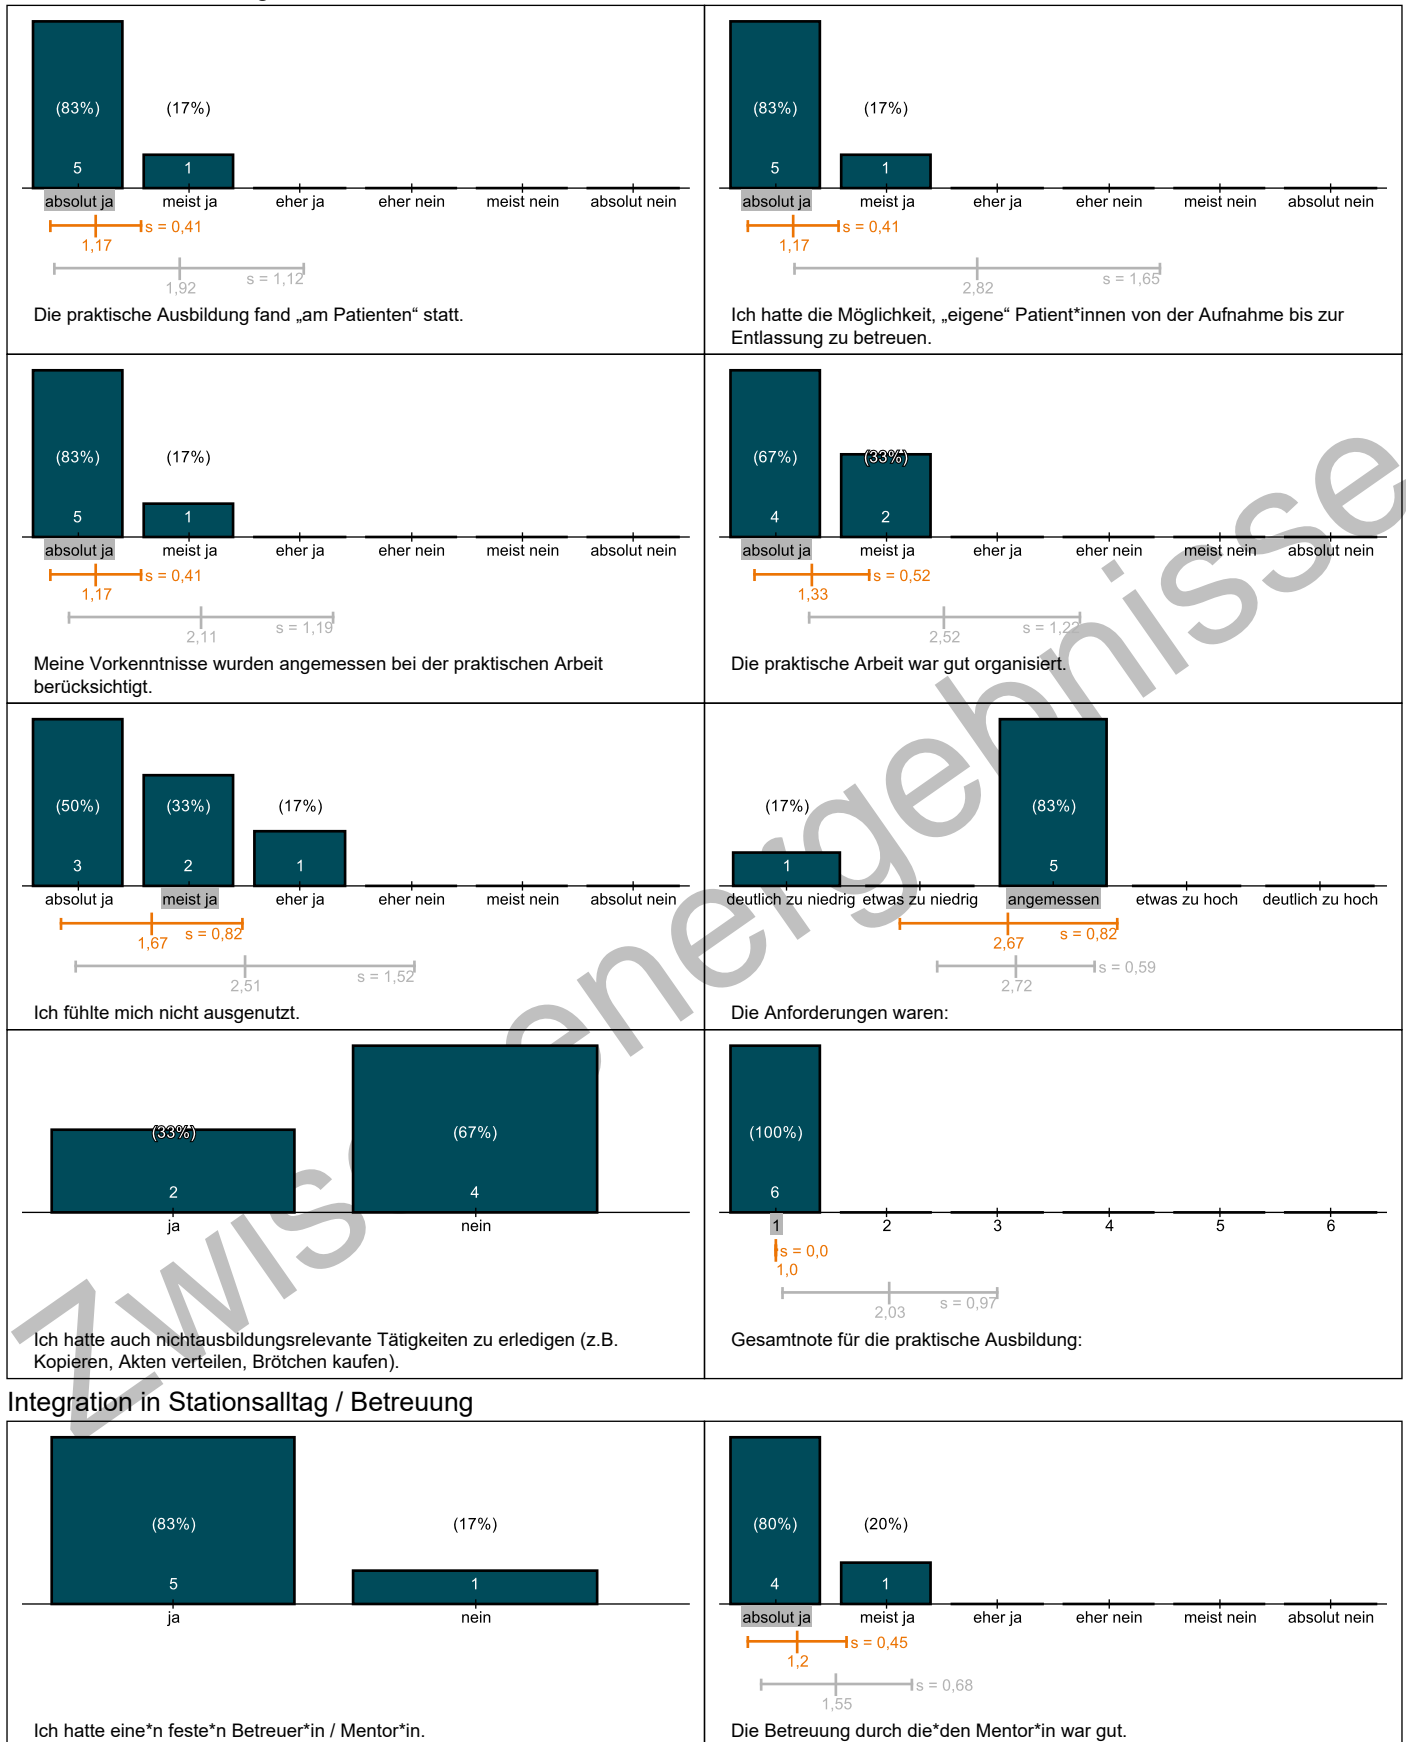 (83%)
(17%)
5
1
absolut ja meist ja eher ja eher nein meist nein absolut nein
s = 0,41
1,17
s = 1,12
1,92
Die praktische Ausbildung fand „am Patienten“ statt.
(83%)
(17%)
5
1
absolut ja meist ja eher ja eher nein meist nein absolut nein
s = 0,41
1,17
s = 1,65
2,82
Ich hatte die Möglichkeit, „eigene“ Patient*innen von der Aufnahme bis zur
Entlassung zu betreuen.
(83%)
(17%)
5
1
absolut ja meist ja eher ja eher nein meist nein absolut nein
s = 0,41
1,17
s = 1,19
2,11
Meine Vorkenntnisse wurden angemessen bei der praktischen Arbeit
berücksichtigt.
(67%)
(33%)
4
2
absolut ja meist ja eher ja eher nein meist nein absolut nein
s = 0,52
1,33
s = 1,22
2,52
Die praktische Arbeit war gut organisiert.
(50%)
(33%)
(17%)
3
2
1
absolut ja meist ja eher ja eher nein meist nein absolut nein
s = 0,82
1,67
s = 1,52
2,51
Ich fühlte mich nicht ausgenutzt.
(17%)
(83%)
1
5
deutlich zu niedrig etwas zu niedrig angemessen etwas zu hoch deutlich zu hoch
s = 0,82
2,67
s = 0,59
2,72
Die Anforderungen waren:
(33%)
(67%)
2
4
ja nein
Ich hatte auch nichtausbildungsrelevante Tätigkeiten zu erledigen (z.B.
Kopieren, Akten verteilen, Brötchen kaufen).
(100%)
6
1 2 3 4 5 6
s = 0,0
1,0
s = 0,97
2,03
Gesamtnote für die praktische Ausbildung:
Integration in Stationsalltag / Betreuung
(83%)
(17%)
5
1
ja nein
Ich hatte eine*n feste*n Betreuer*in / Mentor*in.
(80%)
(20%)
4
1
absolut ja meist ja eher ja eher nein meist nein absolut nein
s = 0,45
1,2
s = 0,68
1,55
Die Betreuung durch die*den Mentor*in war gut.
Zwischenergebnisse